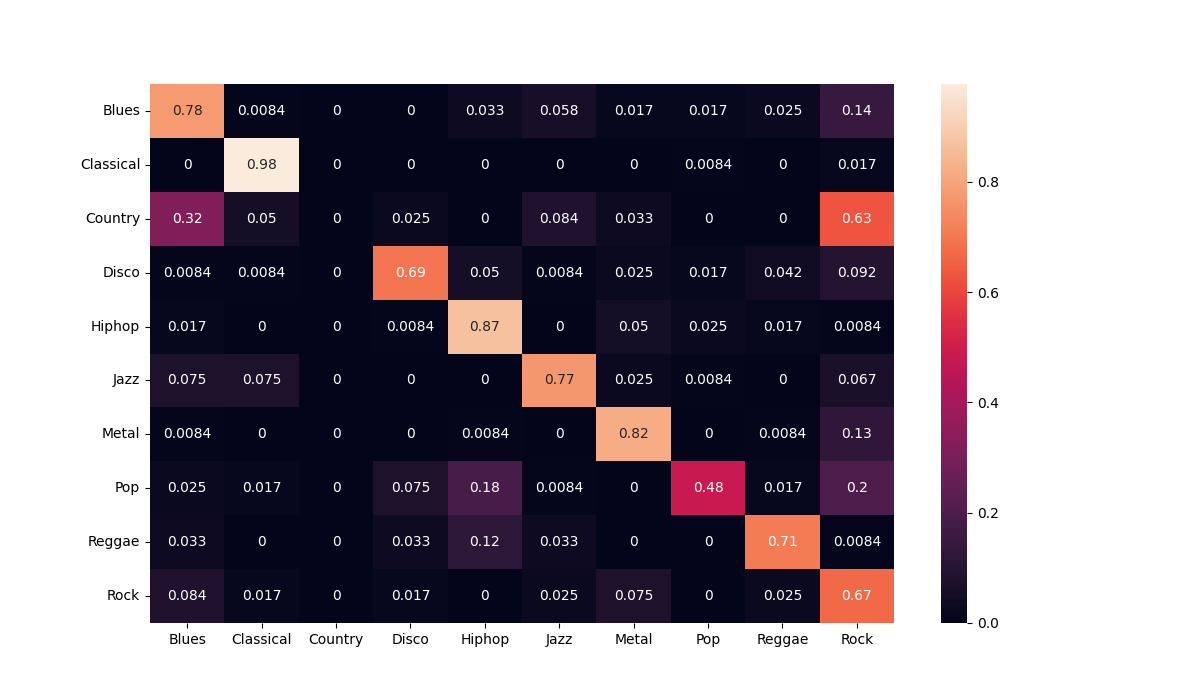 Blues 0.78 0.0084 0 0 0.033 0.058 0.017 0.017 0.025 0.14
Classical 0 0.98 0 0 0 0 0 0.0084 0 0.017
0.8
Country 0.32 0.05 0 0.025 0 0.084 0.033 0 0 0.63
Disco 0.0084 0.0084 0 0.69 0.05 0.0084 0.025 0.017 0.042 0.092
0.6
Hiphop 0.017 0 0 0.0084 0.87 0 0.05 0.025 0.017 0.0084
Jazz 0.075 0.075 0 0 0 0.77 0.025 0.0084 0 0.067
0.4
Metal 0.0084 0 0 0 0.0084 0 0.82 0 0.0084 0.13
Pop 0.025 0.017 0 0.075 0.18 0.0084 0 0.48 0.017 0.2
0.2
Reggae 0.033 0 0 0.033 0.12 0.033 0 0 0.71 0.0084
Rock 0.084 0.017 0 0.017 0 0.025 0.075 0 0.025 0.67
0.0
Blues Classical Country Disco Hiphop Jazz Metal Pop Reggae Rock